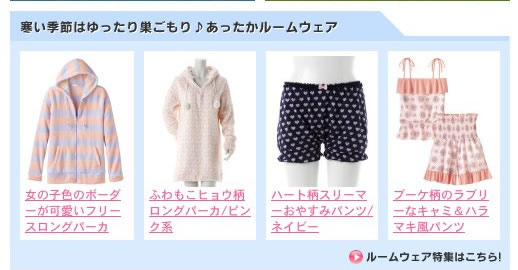 寒い季節はゆったり巣ごもり♪あったかルームウェア
女の子色のボーダ
ーが可愛いフリー
スロングパーカ
ふわもこヒョウ柄
ロングパーカ/ピン
ク系
ハート柄スリーマ
ーおやすみパンツ/
ネイビー
ブーケ柄のラブリ
ーなキャミ＆ハラ
マキ風パンツ
ルームウェア特集はこちら!